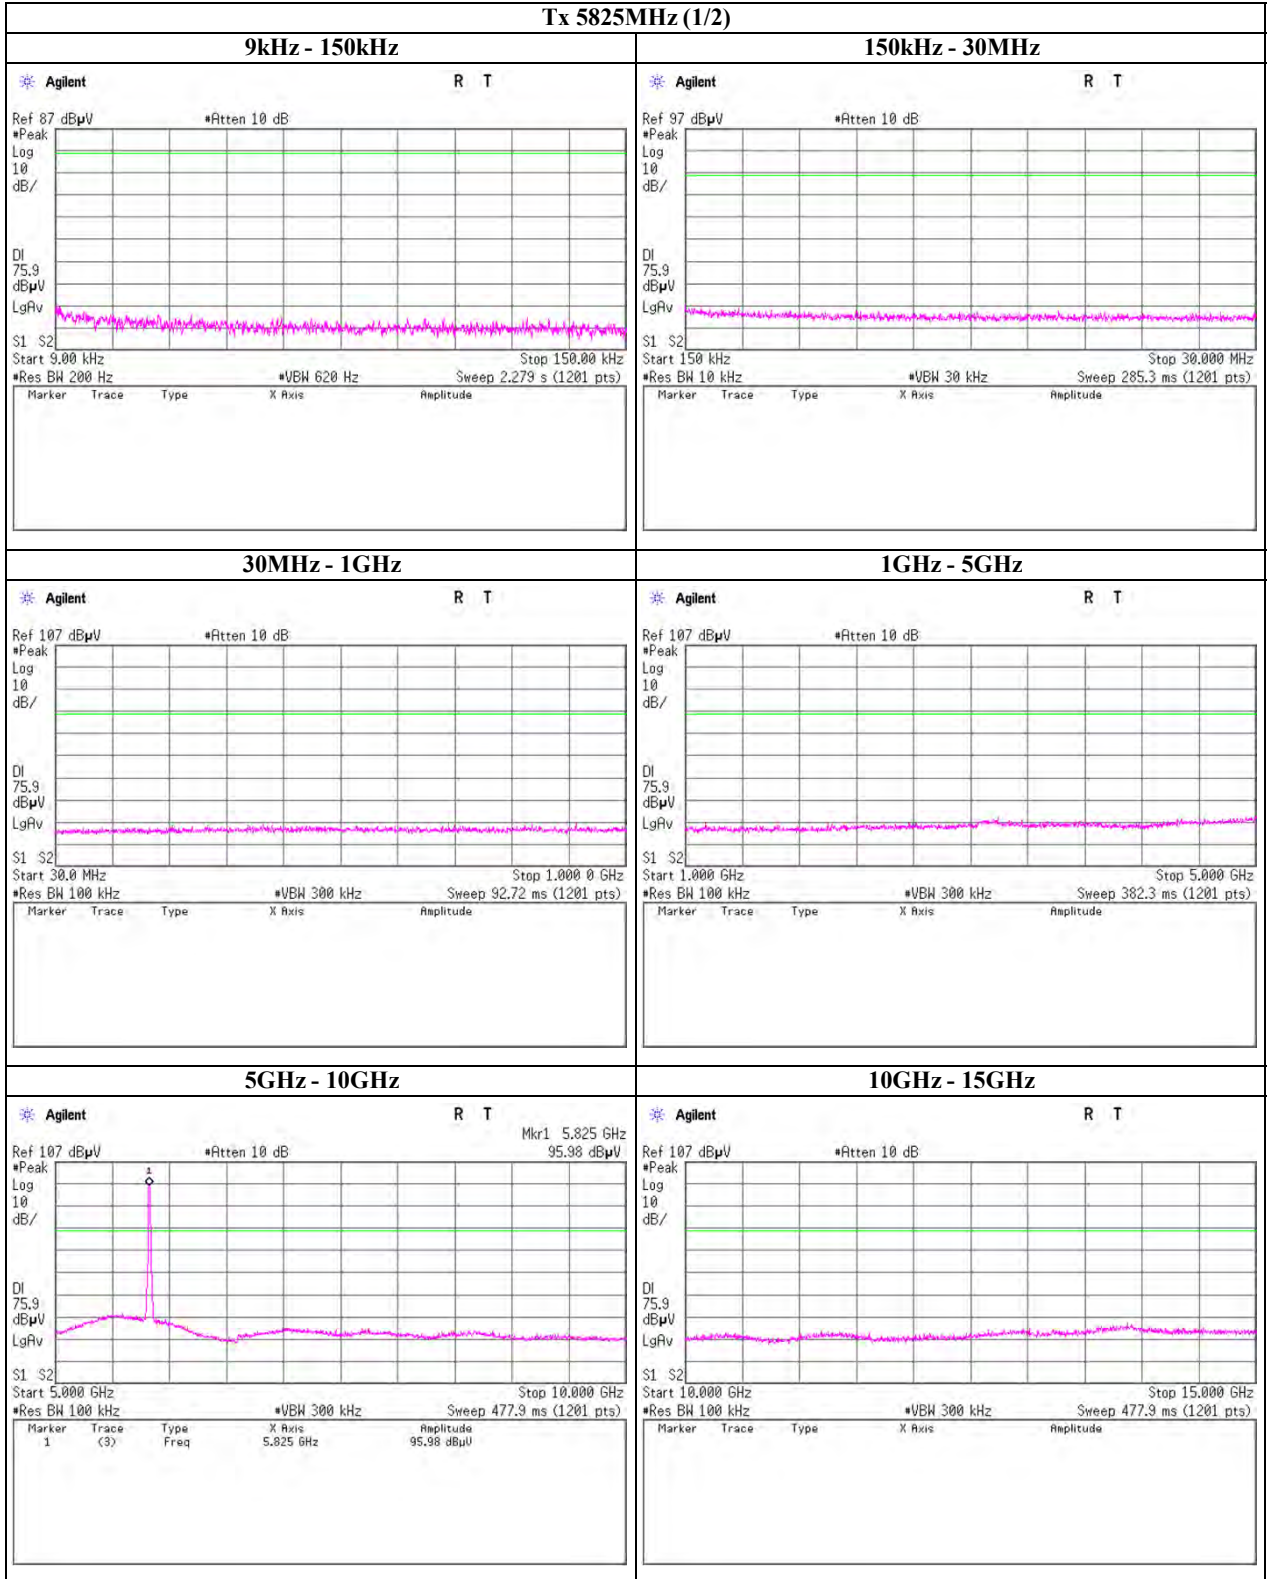 Tx 5825MHz (1/2)
9kHz - 150kHz
Agilent R T
Ref 87 dBµV #Atten 10 dB
#Peak
Log
10
dB/
DI
75.9
dBµV
LgAv
S1 S2
Start 9.00 kHz Stop 150.00 kHz
#Res BW 200 Hz #VBW 620 Hz Sweep 2.279 s (1201 pts)
Marker Trace Type X Axis Amplitude
150kHz - 30MHz
Agilent R T
Ref 97 dBµV #Atten 10 dB
#Peak
Log
10
dB/
DI
75.9
dBµV
LgAv
S1 S2
Start 150 kHz Stop 30.000 MHz
#Res BW 10 kHz #VBW 30 kHz Sweep 285.3 ms (1201 pts)
Marker Trace Type X Axis Amplitude
30MHz - 1GHz
Agilent R T
Ref 107 dBµV #Atten 10 dB
#Peak
Log
10
dB/
DI
75.9
dBµV
LgAv
S1 S2
Start 30.0 MHz Stop 1.000 0 GHz
#Res BW 100 kHz #VBW 300 kHz Sweep 92.72 ms (1201 pts)
Marker Trace Type X Axis Amplitude
1GHz - 5GHz
Agilent R T
Ref 107 dBµV #Atten 10 dB
#Peak
Log
10
dB/
DI
75.9
dBµV
LgAv
S1 S2
Start 1.000 GHz Stop 5.000 GHz
#Res BW 100 kHz #VBW 300 kHz Sweep 382.3 ms (1201 pts)
Marker Trace Type X Axis Amplitude
5GHz - 10GHz
Agilent R T
Mkr1 5.825 GHz
Ref 107 dBµV #Atten 10 dB 95.98 dBµV
#Peak
1
Log
10
dB/
DI
75.9
dBµV
LgAv
S1 S2
Start 5.000 GHz Stop 10.000 GHz
#Res BW 100 kHz #VBW 300 kHz Sweep 477.9 ms (1201 pts)
Marker Trace Type X Axis Amplitude
1 (3) Freq 5.825 GHz 95.98 dBµV
10GHz - 15GHz
Agilent R T
Ref 107 dBµV #Atten 10 dB
#Peak
Log
10
dB/
DI
75.9
dBµV
LgAv
S1 S2
Start 10.000 GHz Stop 15.000 GHz
#Res BW 100 kHz #VBW 300 kHz Sweep 477.9 ms (1201 pts)
Marker Trace Type X Axis Amplitude